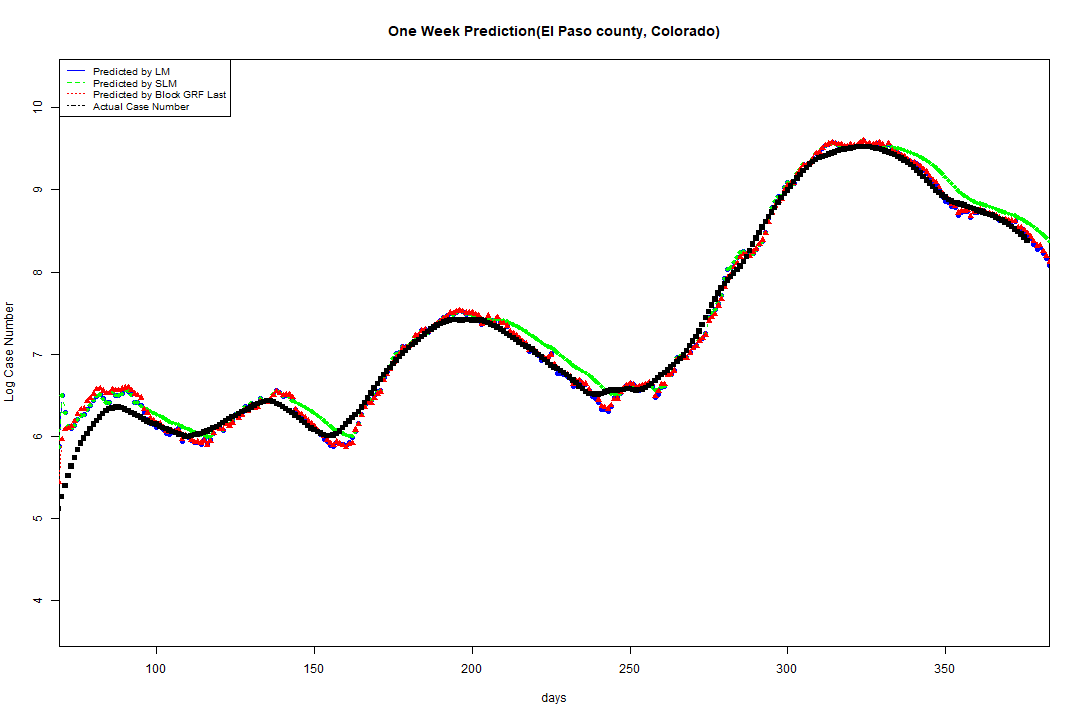 One Week Prediction(El Paso county, Colorado)
Predicted by LM
Predicted by SLM
Predicted by Block GRF Last
Actual Case Number
Log Case Number
10
9
8
7
6
5
4
100 150 200 250 300 350
days